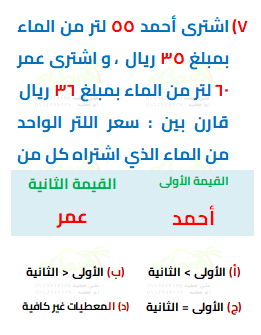 ٧) اشترى أحمد ٥٥ لتر من الماء
بمبلغ ٣٥ ريال ، و اشترى عمر
٦٠ لتر من الماء بمبلغ ٣٦ ريال
قارن بين : سعر اللتر الواحد
من الماء الذي اشتراه كل من
القيمة الأولى القيمة الثانية
أحمد عمر
(أ) الأولى > الثانية (ب) الأولى < الثانية
(ج) الأولى = الثانية (د) المعطيات غير كافية